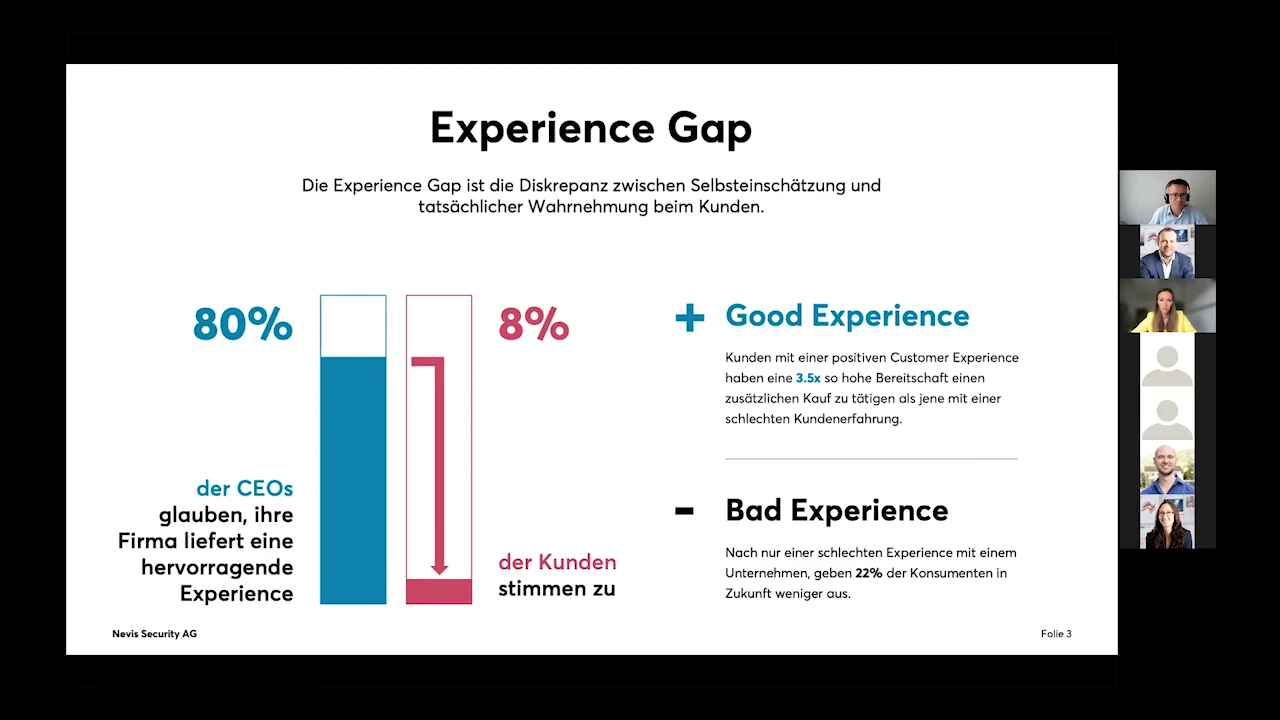 Experience Gap
Die Experience Gap ist die Diskrepanz zwischen Selbsteinschätzung und
tatsächlicher Wahrnehmung beim Kunden.
80%
der CEOs
glauben, ihre
Firma liefert eine
hervorragende
Experience
8%
der Kunden
stimmen zu
+ Good Experience
Kunden mit einer positiven Customer Experience
haben eine 3.5x so hohe Bereitschaft einen
zusätzlichen Kauf zu tätigen als jene mit einer
schlechten Kundenerfahrung.
- Bad Experience
Nach nur einer schlechten Experience mit einem
Unternehmen, geben 22% der Konsumenten in
Zukunft weniger aus.
Nevis Security AG
Folie 3